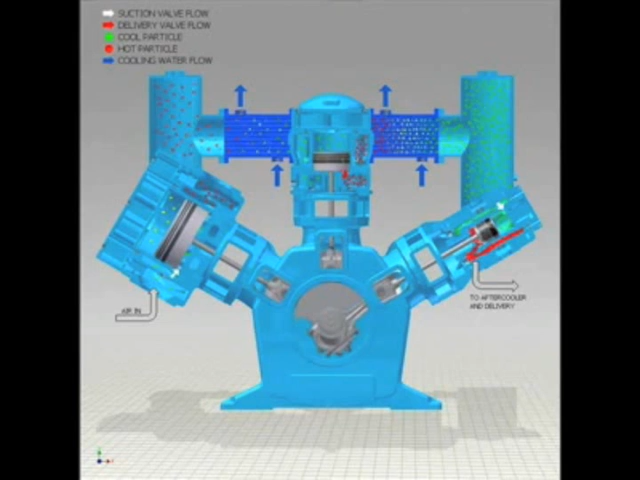 SUCTION VALVE FLOW
DELIVERY VALVE FLOW
COOL PARTICLE
HOT PARTICLE
COOLING WATER FLOW
AIR IN
TO AFTERCOOLER
AND DELIVERY